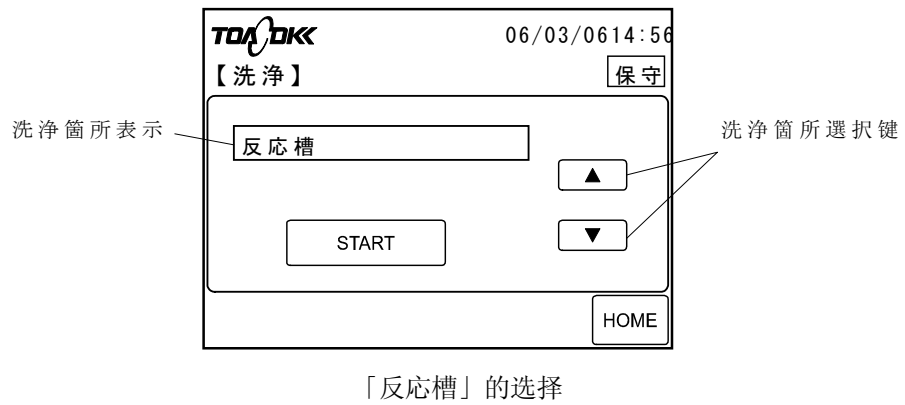 TOA DKK 06/03/0614:56
【洗浄】 保守
洗浄箇所表示
洗浄箇所選択键
反応槽
▲
START ▼
HOME
「反応槽」的选择